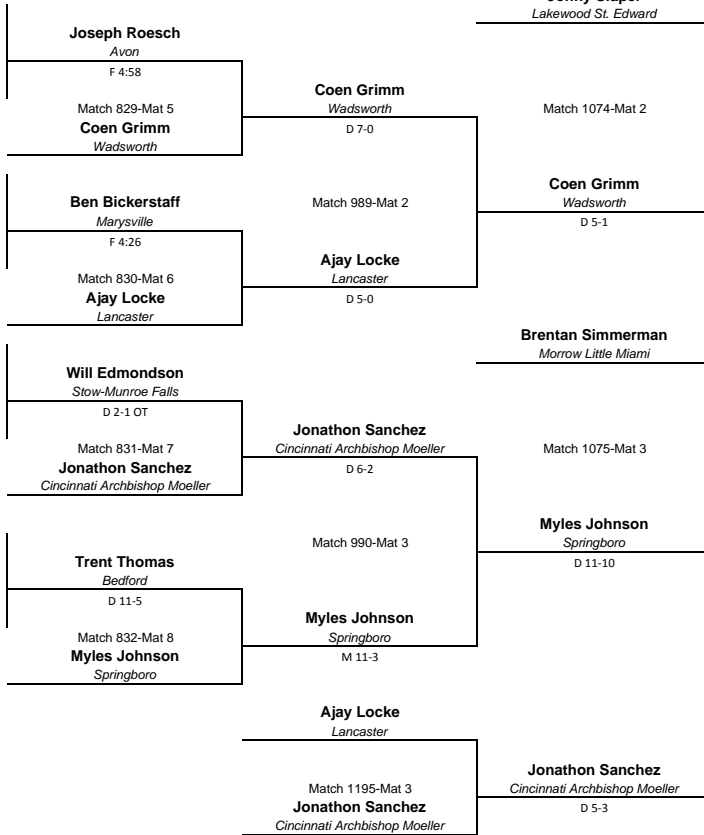 Joseph Roesch
Avon
F 4:58
Match 829-Mat 5
Coen Grimm
Wadsworth
Ben Bickerstaff
Marysville
F 4:26
Match 830-Mat 6
Ajay Locke
Lancaster
Will Edmondson
Stow-Munroe Falls
D 2-1 OT
Match 831-Mat 7
Jonathon Sanchez
Cincinnati Archbishop Moeller
Trent Thomas
Bedford
D 11-5
Match 832-Mat 8
Myles Johnson
Springboro
Coen Grimm
Wadsworth
D 7-0
Match 989-Mat 2
Ajay Locke
Lancaster
D 5-0
Jonathon Sanchez
Cincinnati Archbishop Moeller
D 6-2
Match 990-Mat 3
Myles Johnson
Springboro
M 11-3
Ajay Locke
Lancaster
Match 1195-Mat 3
Jonathon Sanchez
Cincinnati Archbishop Moeller
Lakewood St. Edward
Match 1074-Mat 2
Coen Grimm
Wadsworth
D 5-1
Brentan Simmerman
Morrow Little Miami
Match 1075-Mat 3
Myles Johnson
Springboro
D 11-10
Jonathon Sanchez
Cincinnati Archbishop Moeller
D 5-3